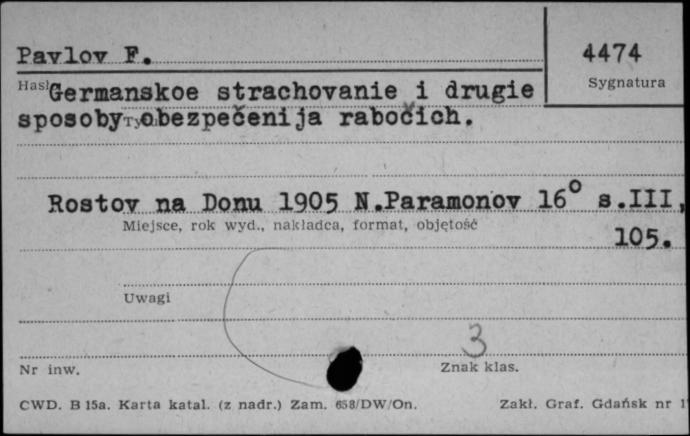 Pavlov F.
4474
Hasło
Sygnatura
Germanskoe strachovanie i drugie
sposoby obezpečenija rabočich.
Rostov na Donu 1905 N.Paramonov 16° s.III,
Miejsce, rok wyd., nakładca, format, objętość
105.
Uwagi
3
Nr inw.
Znak klas.
CWD. B 15a. Karta katal. (z nadr.) Zam. 658/DW/On.
Zakł. Graf. Gdańsk nr